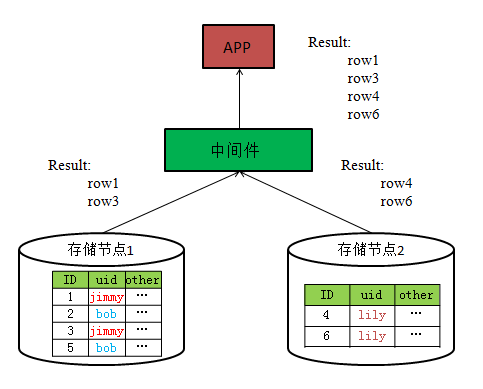 APP
Result:
row1
row3
row4
row6
中间件
Result:
row1
row3
Result:
row4
row6
存储节点1
ID uid other
1 jimmy ···
2 bob ···
3 jimmy ···
5 bob ···
存储节点2
ID uid other
4 lily ···
6 lily ···